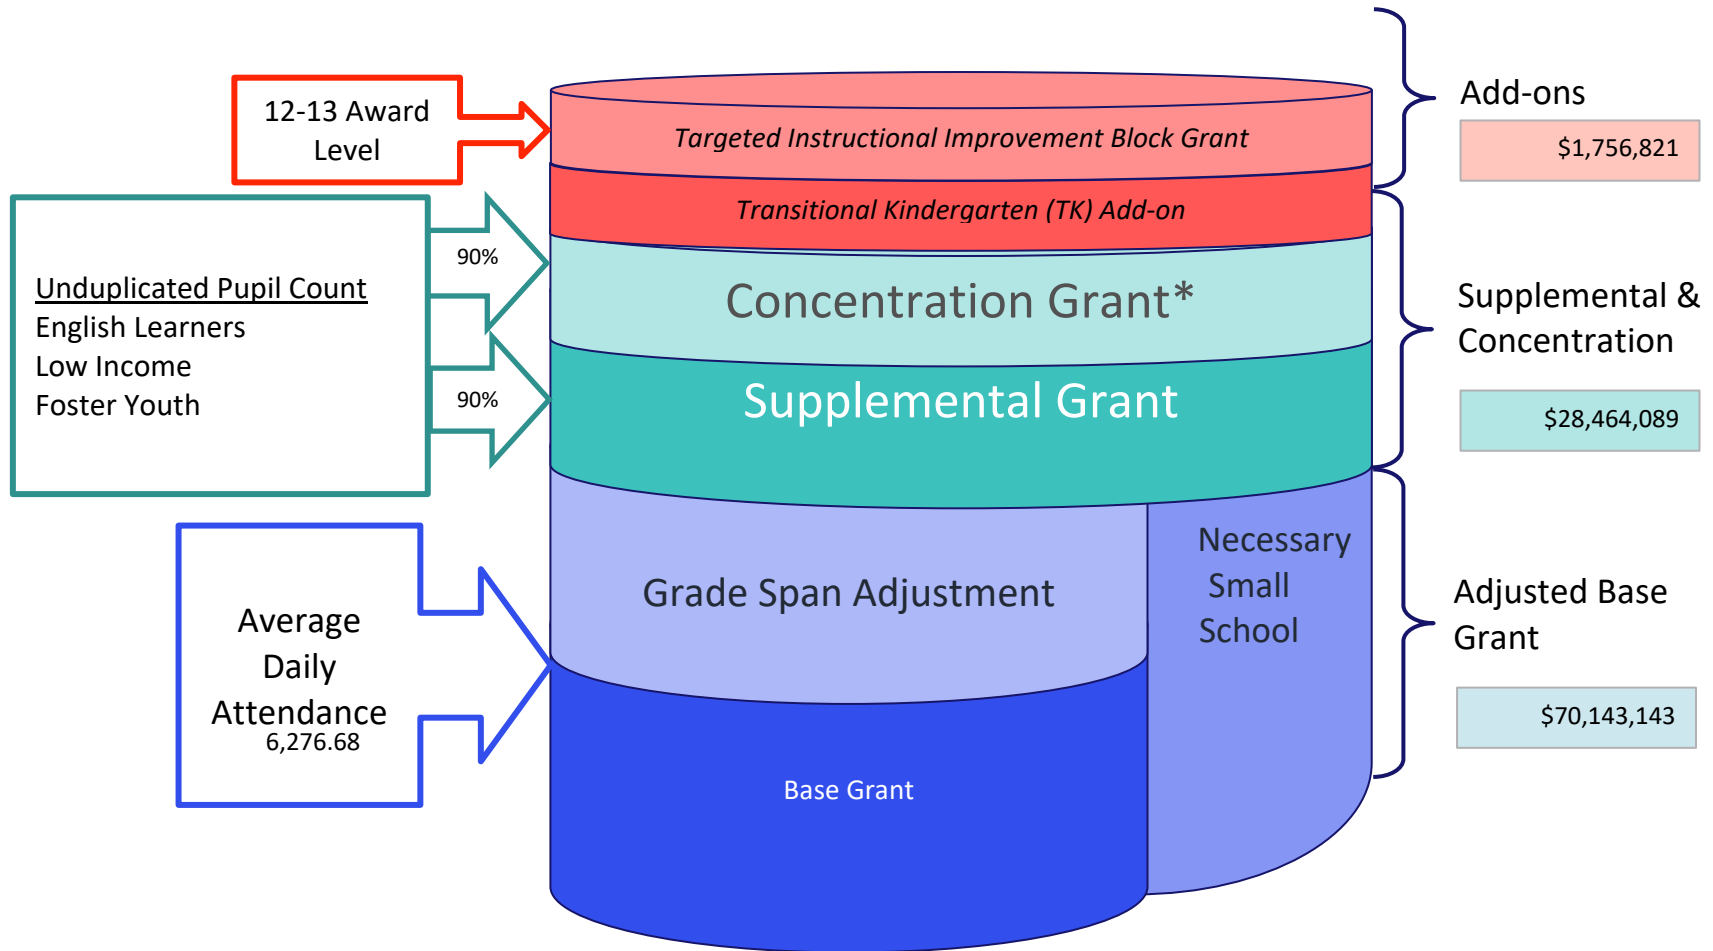 12-13 Award
Level
Targeted Instructional Improvement Block Grant
Add-ons
$1,756,821
Transitional Kindergarten (TK) Add-on
Unduplicated Pupil Count
English Learners
Low Income
Foster Youth
90%
90%
Concentration Grant*
Supplemental Grant
Supplemental &
Concentration
$28,464,089
Average
Daily
Attendance
6,276.68
Grade Span Adjustment
Necessary
Small
School
Base Grant
Adjusted Base
Grant
$70,143,143